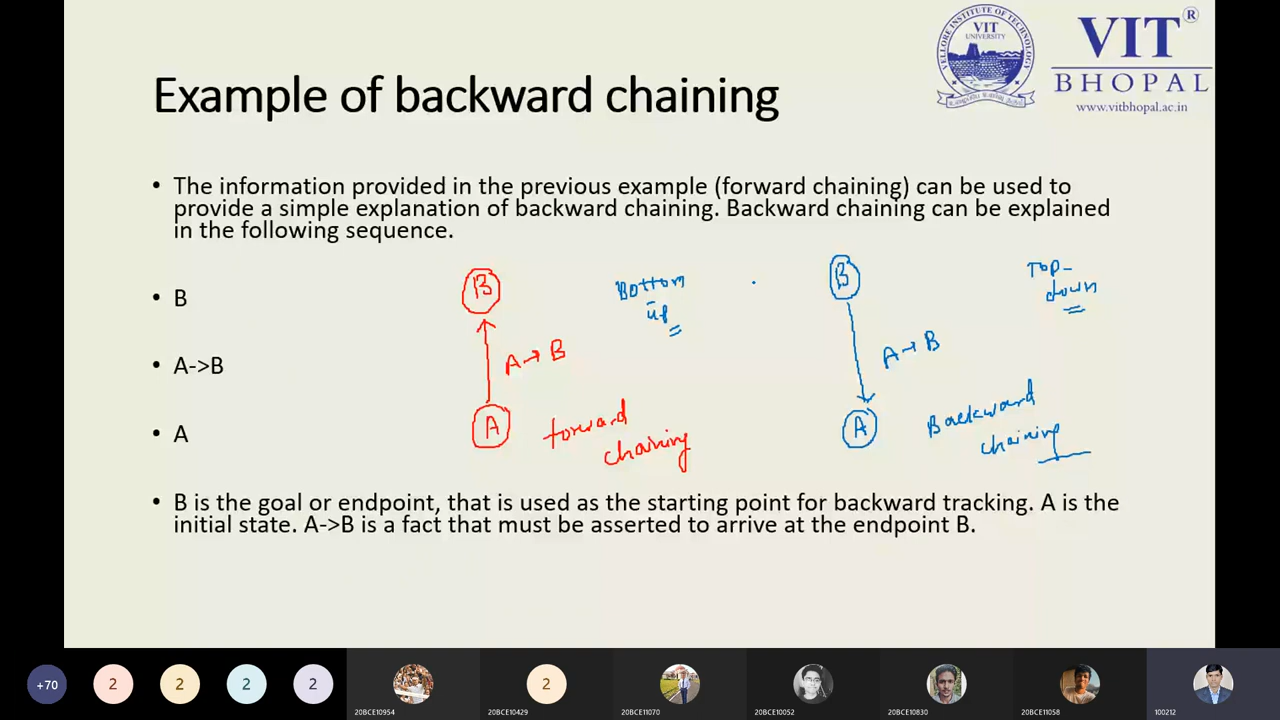 VELLORE INSTITUTE OF TECHNOLOGY
VIT
UNIVERSITY
VIT®
BHOPAL
www.vitbhopal.ac.in
Example of backward chaining
• The information provided in the previous example (forward chaining) can be used to
provide a simple explanation of backward chaining. Backward chaining can be explained
in the following sequence.
• B
• A->B
• A
B
A → B
A
forward
chaining
Bottom
up
B
A → B
A
Backward
chaining
Top-
down
• B is the goal or endpoint, that is used as the starting point for backward tracking. A is the
initial state. A->B is a fact that must be asserted to arrive at the endpoint B.
+70
2
2
2
2
20BCE10954
2
20BCE10429
20BCE11070
20BCE10052
20BCE10830
20BCE11058
100212